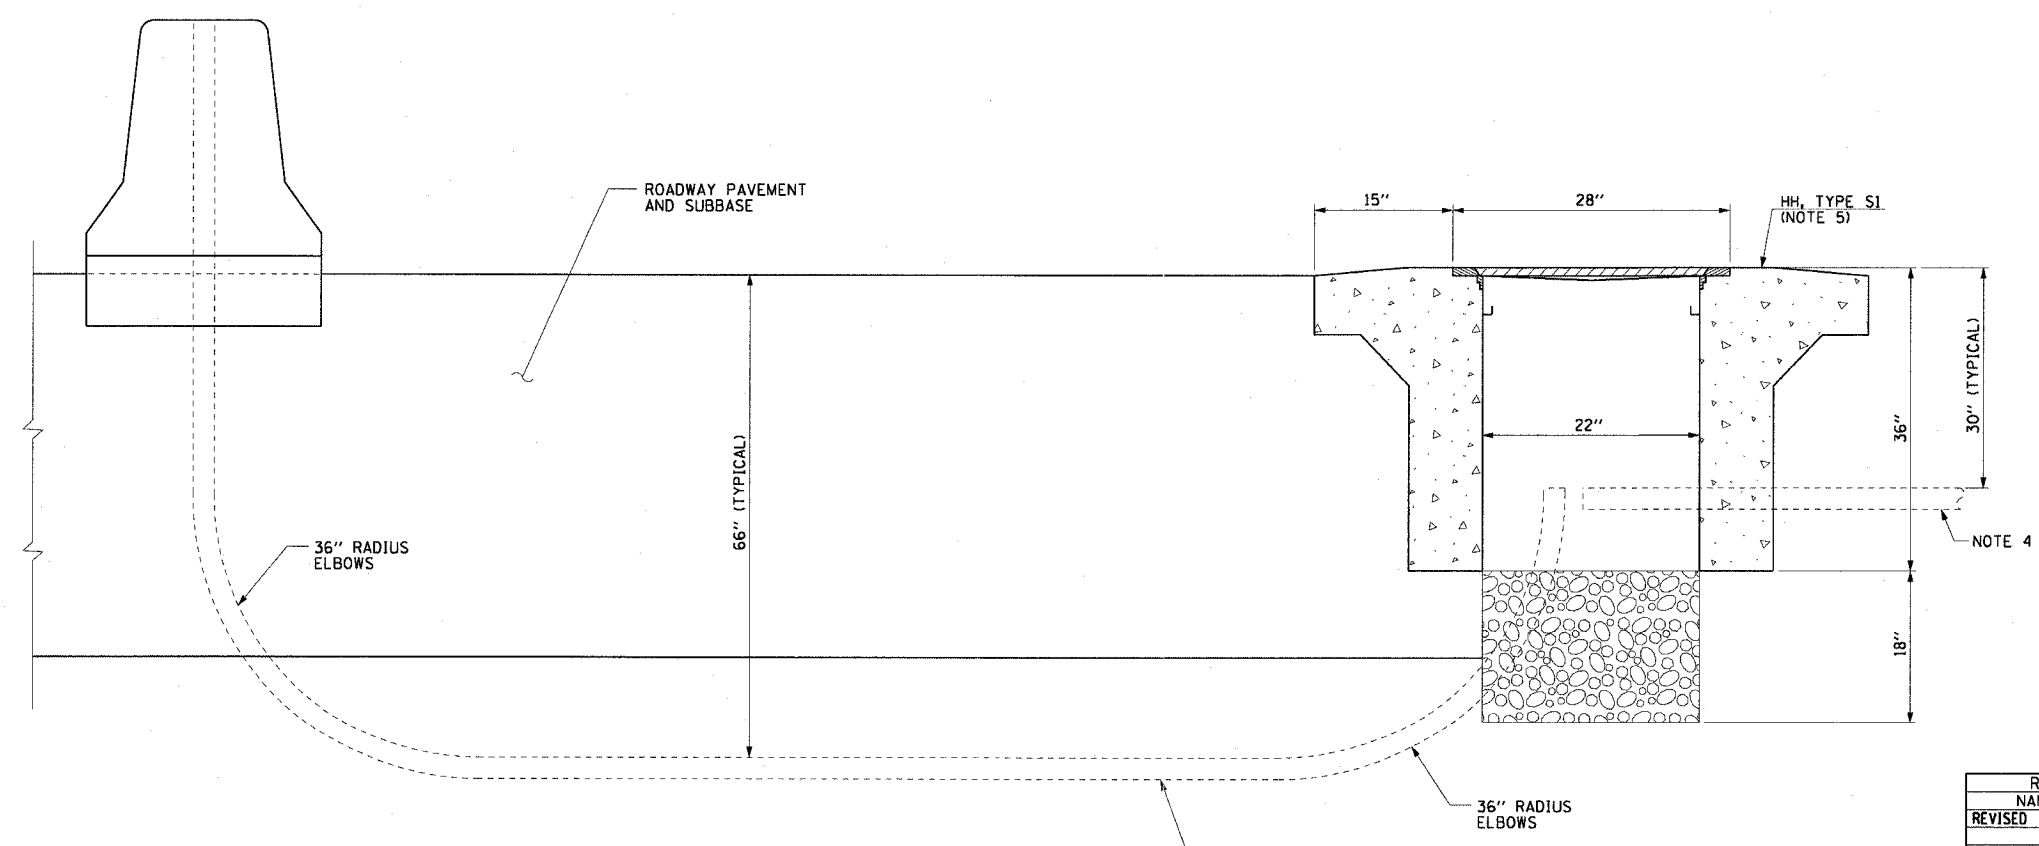 15"
28"
HH, TYPE S1
(NOTE 5)
ROADWAY PAVEMENT
AND SUBBASE
66" (TYPICAL)
22"
36"
30" (TYPICAL)
36" RADIUS
ELBOWS
NOTE 4
18"
36" RADIUS
ELBOWS
R
NA
REVISED